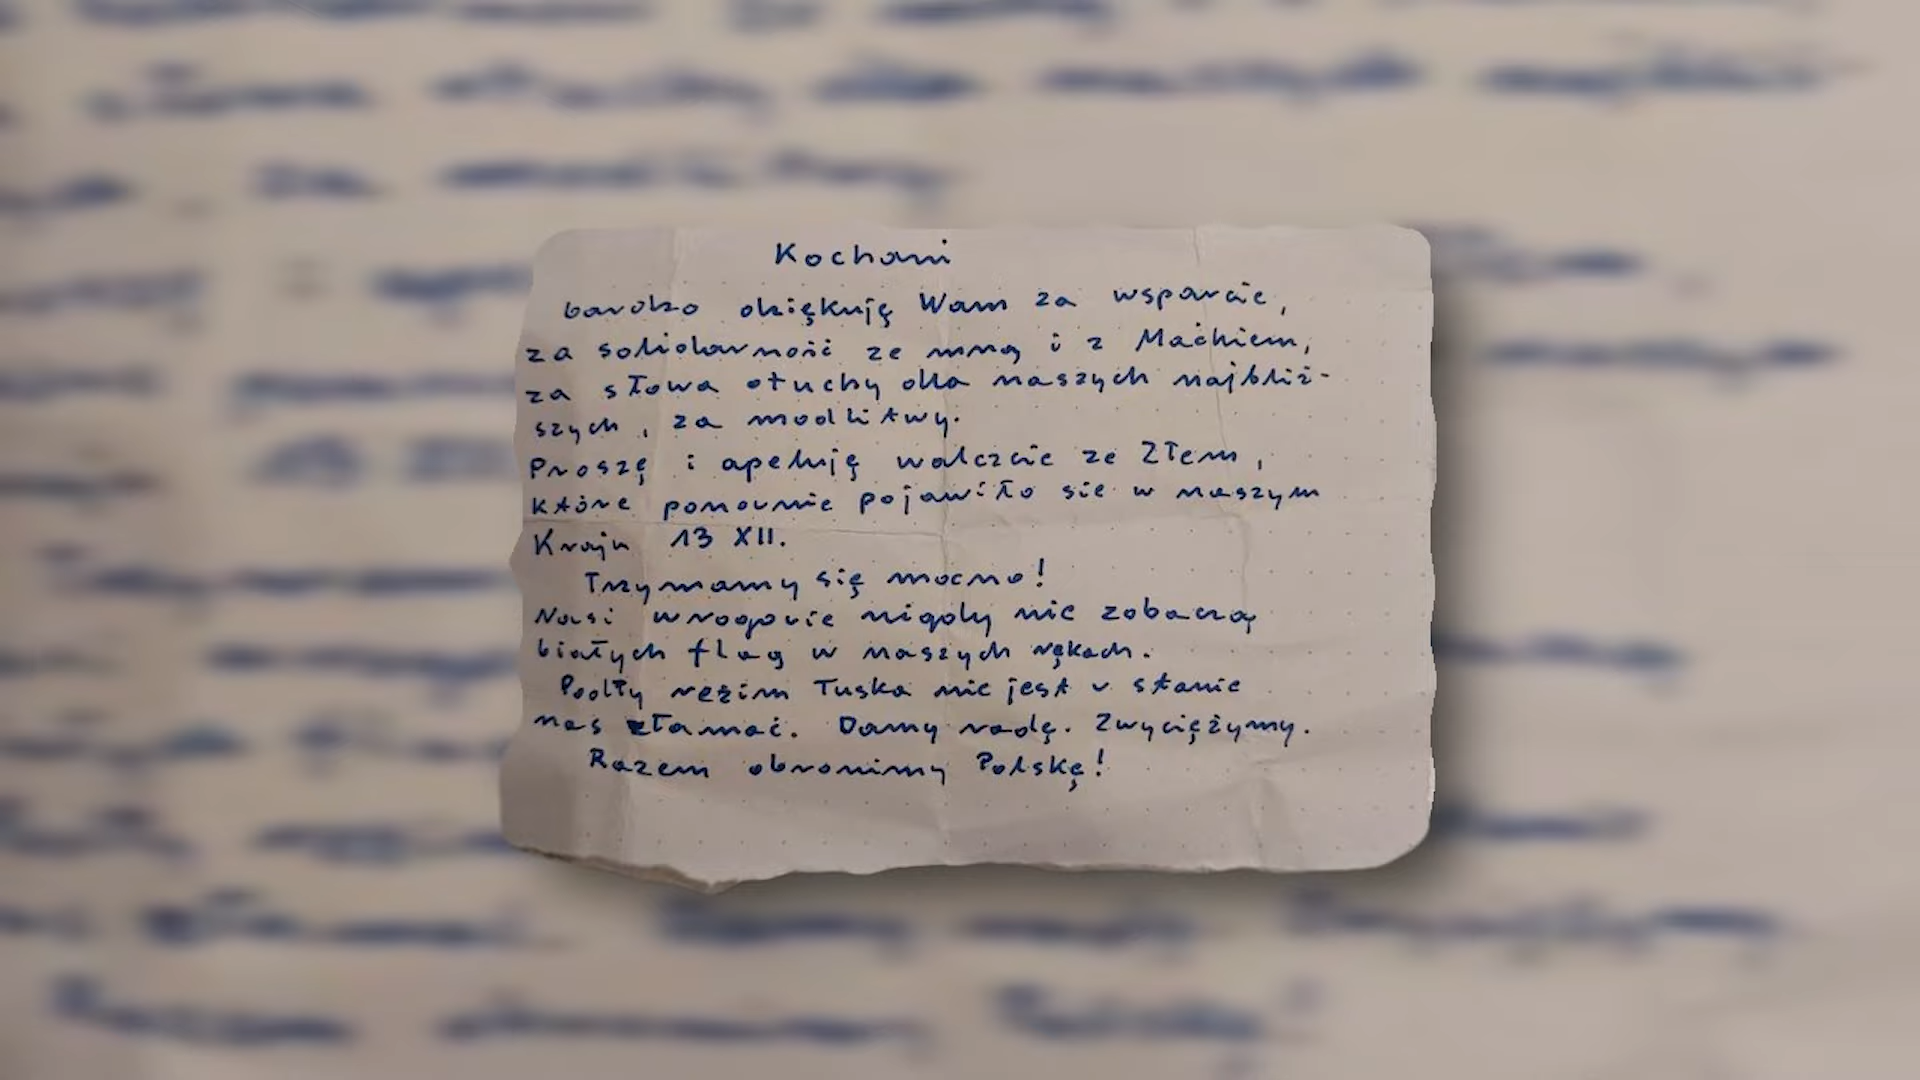 Kochani
bardzo dziękuję Wam za wsparcie,
za solidarność ze mną i z Maćkiem,
za słowa otuchy dla naszych najbliż-
szych, za modlitwy.
Proszę i apeluję walczcie ze Złem,
które ponownie pojawiło sie w naszym
Kraju 13 XII.
Trzymamy się mocno!
Nasi wrogowie nigdy nie zobaczą
białych flag w naszych rękach.
Podły reżim Tuska nie jest w stanie
nas złamać. Damy radę. Zwyciężymy.
Razem obronimy Polskę!